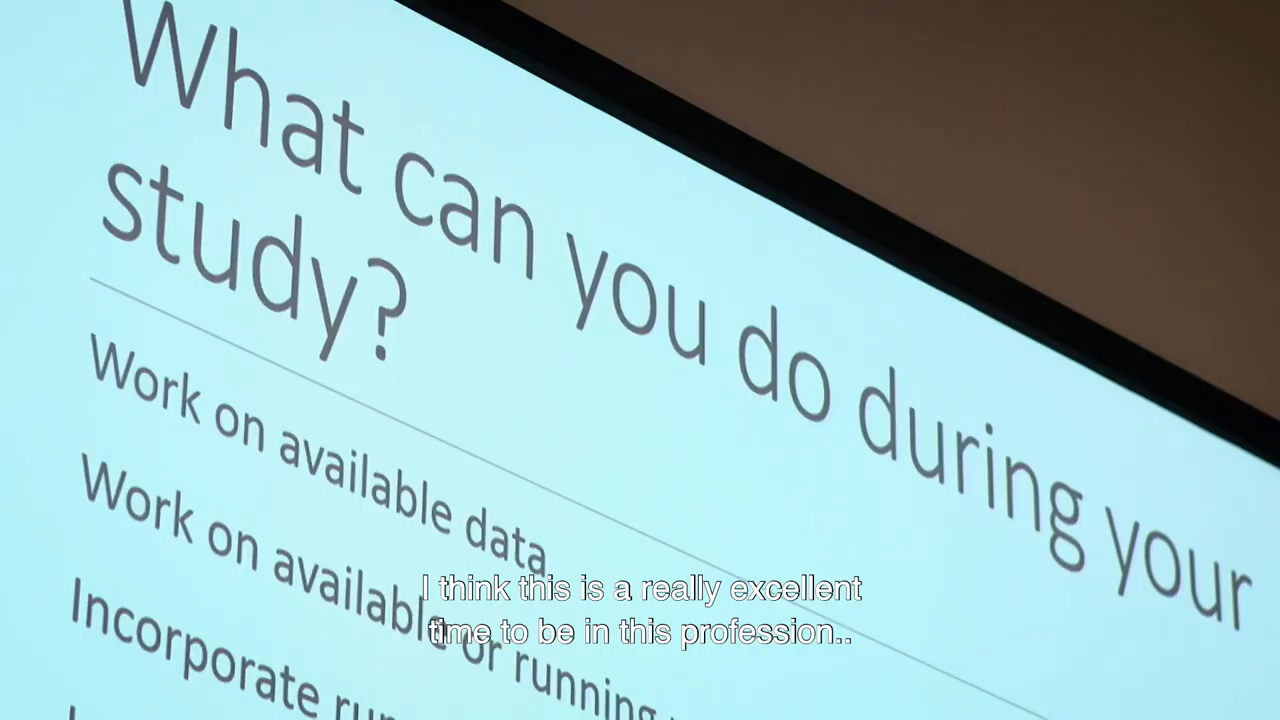 What can you do during your
study?
Work on available data
Work on available or running
Incorporate
I think this is a really excellent
time to be in this profession..